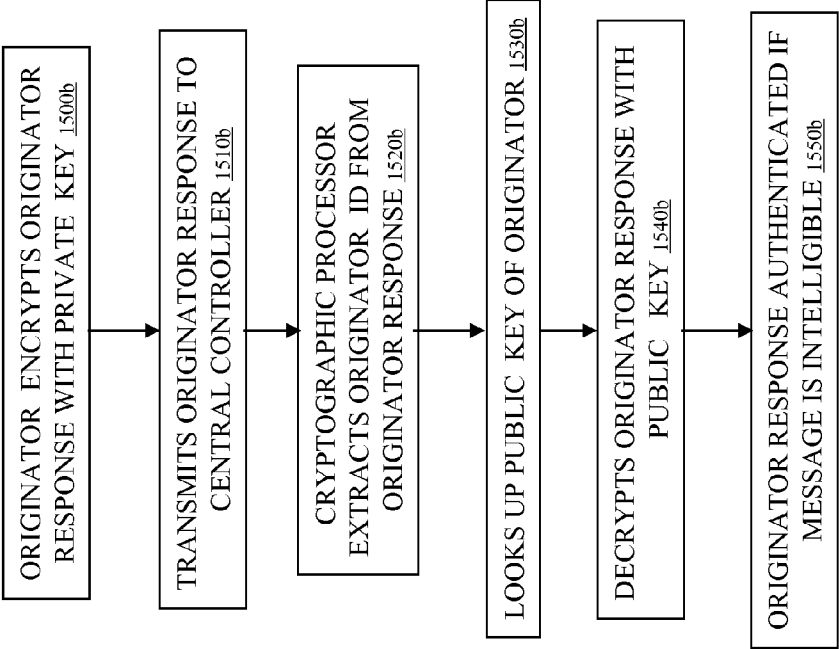 ORIGINATOR ENCRYPTS ORIGINATOR
RESPONSE WITH PRIVATE KEY 1500b
TRANSMITS ORIGINATOR RESPONSE TO
CENTRAL CONTROLLER 1510b
CRYPTOGRAPHIC PROCESSOR
EXTRACTS ORIGINATOR ID FROM
ORIGINATOR RESPONSE 1520b
LOOKS UP PUBLIC KEY OF ORIGINATOR 1530b
DECRYPTS ORIGINATOR RESPONSE WITH
PUBLIC KEY 1540b
ORIGINATOR RESPONSE AUTHENTICATED IF
MESSAGE IS INTELLIGIBLE 1550b